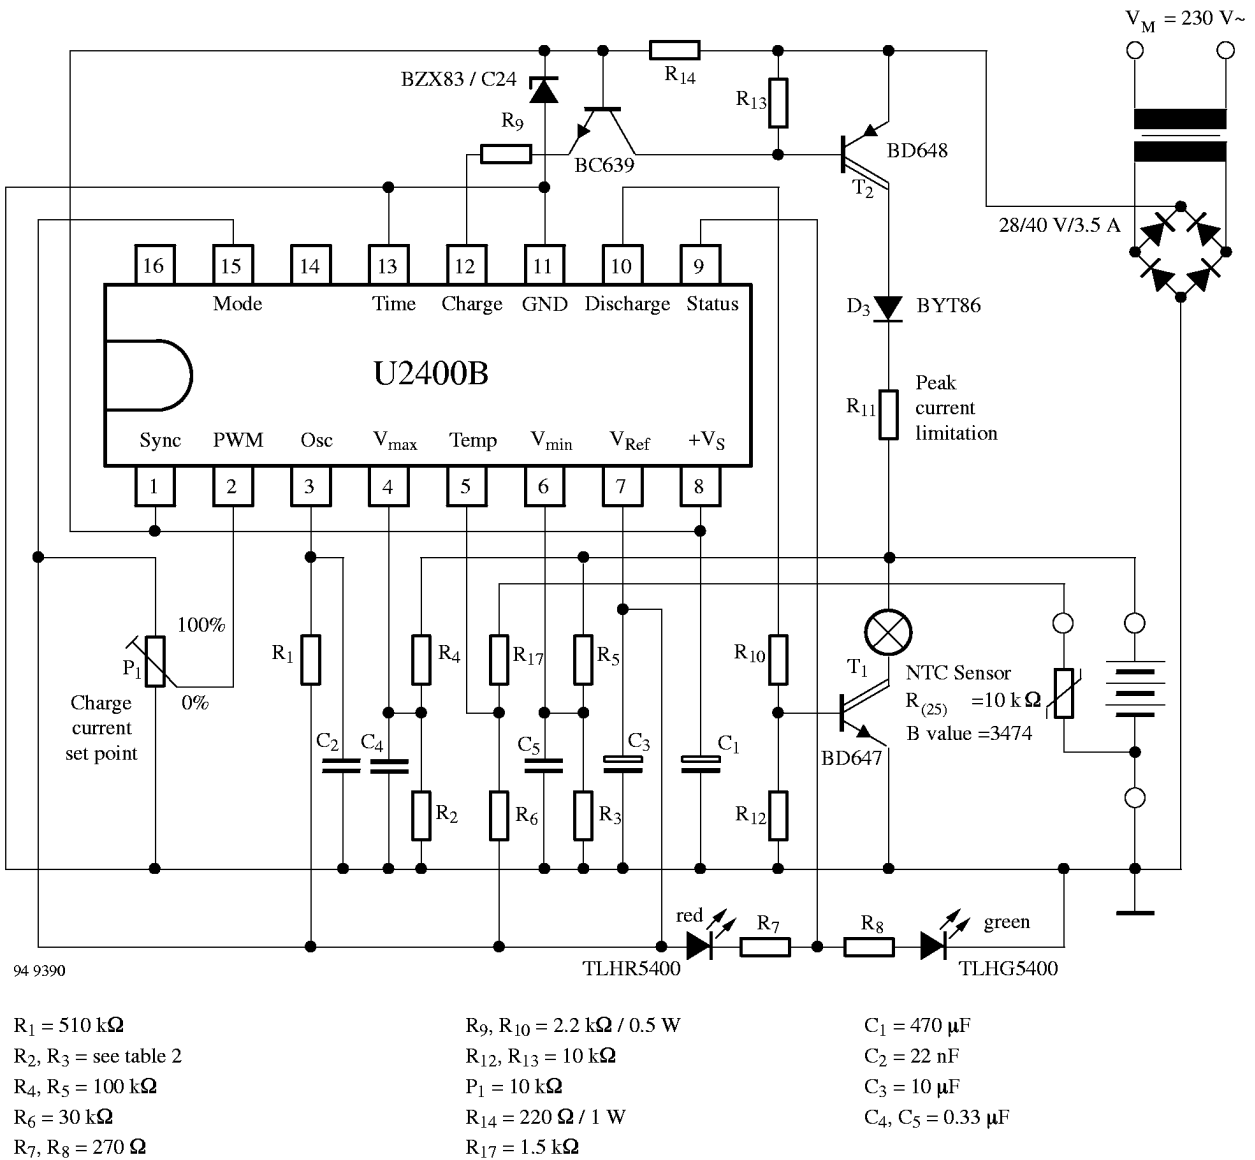 V_M = 230 V~
BZX83 / C24
R14
R13
R9
BC639
BD648
T2
28/40 V/3.5 A
16 15 14 13 12 11 10 9
Mode Time Charge GND Discharge Status
D3 BYT86
U2400B
Peak
current
limitation
R11
Sync PWM Osc Vmax Temp Vmin VRef +VS
1 2 3 4 5 6 7 8
100%
P1
0%
Charge
current
set point
R1 R4 R17 R5 R10
T1
NTC Sensor
R(25) =10 kΩ
B value =3474
BD647
C2 C4 C5 C3 C1
R2 R6 R3 R12
red
R7 R8
green
TLHR5400
TLHG5400
94 9390
R1 = 510 kΩ
R2, R3 = see table 2
R4, R5 = 100 kΩ
R6 = 30 kΩ
R7, R8 = 270 Ω
R9, R10 = 2.2 kΩ / 0.5 W
R12, R13 = 10 kΩ
P1 = 10 kΩ
R14 = 220 Ω / 1 W
R17 = 1.5 kΩ
C1 = 470 µF
C2 = 22 nF
C3 = 10 µF
C4, C5 = 0.33 µF